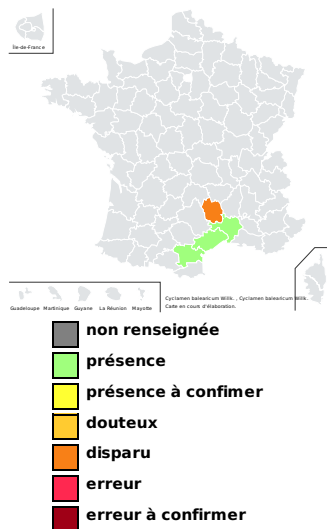 Île-de-France
Guadeloupe Martinique Guyane La Réunion Mayotte
Cyclamen balearicum Willk. , Cyclamen balearicum Willk.
Carte en cours d'élaboration.
non renseignée
présence
présence à confimer
douteux
disparu
erreur
erreur à confirmer